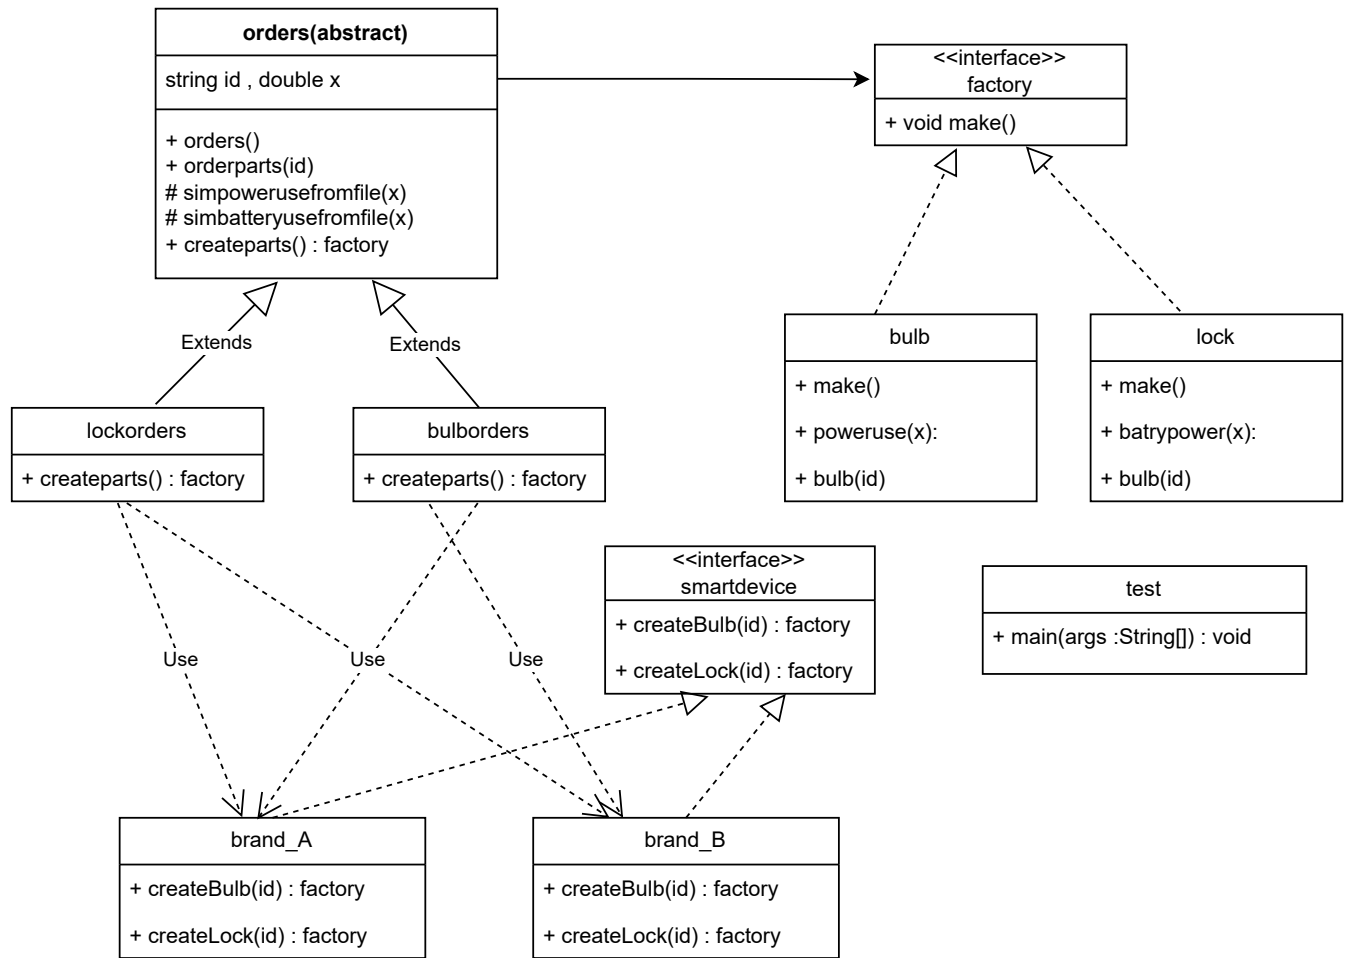 orders(abstract)
string id , double x
+ orders()
+ orderparts(id)
# simpowerusefromfile(x)
# simbatteryusefromfile(x)
+ createparts() : factory
<<interface>>
factory
+ void make()
Extends
Extends
bulb
+ make()
+ poweruse(x):
+ bulb(id)
lock
+ make()
+ batrypower(x):
+ bulb(id)
lockorders
+ createparts() : factory
bulborders
+ createparts() : factory
<<interface>>
smartdevice
+ createBulb(id) : factory
+ createLock(id) : factory
test
+ main(args :String[]) : void
Use
Use
Use
brand_A
+ createBulb(id) : factory
+ createLock(id) : factory
brand_B
+ createBulb(id) : factory
+ createLock(id) : factory